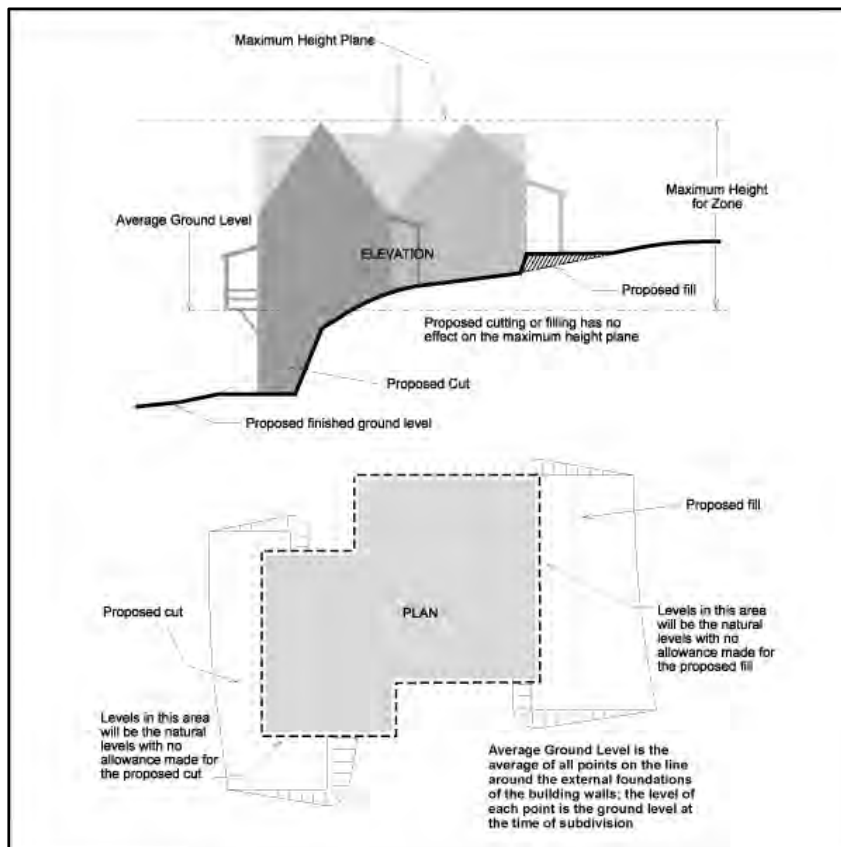 Maximum Height Plane
Average Ground Level
Maximum Height
for Zone
ELEVATION
Proposed fill
Proposed cutting or filling has no
effect on the maximum height plane
Proposed Cut
Proposed finished ground level
Proposed fill
Proposed cut
PLAN
Levels in this area
will be the natural
levels with no
allowance made for
the proposed fill
Levels in this area
will be the natural
levels with no
allowance made for
the proposed cut
Average Ground Level is the
average of all points on the line
around the external foundations
of the building walls; the level of
each point is the ground level at
the time of subdivision